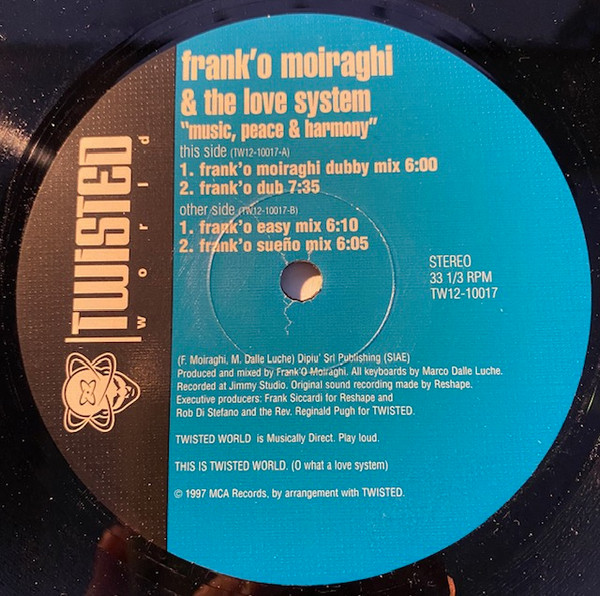 TWISTED
world
frank'o moiraghi
& the love system
"music, peace & harmony"
this side (TW12-10017-A)
1. frank'o moiraghi dubby mix 6:00
2. frank'o dub 7:35
other side (TW12-10017-B)
1. frank'o easy mix 6:10
2. frank'o sueño mix 6:05
STEREO
33 1/3 RPM
TW12-10017
(F. Moiraghi, M. Dalle Luche) Dipiu' Srl Publishing (SIAE)
Produced and mixed by Frank'O Moiraghi. All keyboards by Marco Dalle Luche.
Recorded at Jimmy Studio. Original sound recording made by Reshape.
Executive producers: Frank Siccardi for Reshape and
Rob Di Stefano and the Rev. Reginald Pugh for TWISTED.
TWISTED WORLD is Musically Direct. Play loud.
THIS IS TWISTED WORLD. (O what a love system)
© 1997 MCA Records, by arrangement with TWISTED.